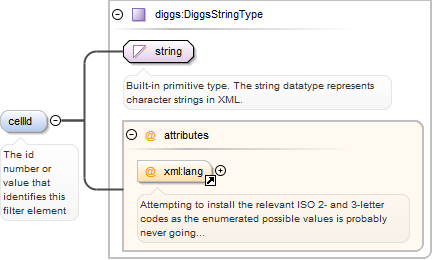 diggs:DiggsStringType
string
Built-in primitive type. The string datatype represents
character strings in XML.
cellId
The id
number or
value that
identifies this
filter element
@ attributes
@ xml:lang
Attempting to install the relevant ISO 2- and 3-letter
codes as the enumerated possible values is probably
never going...